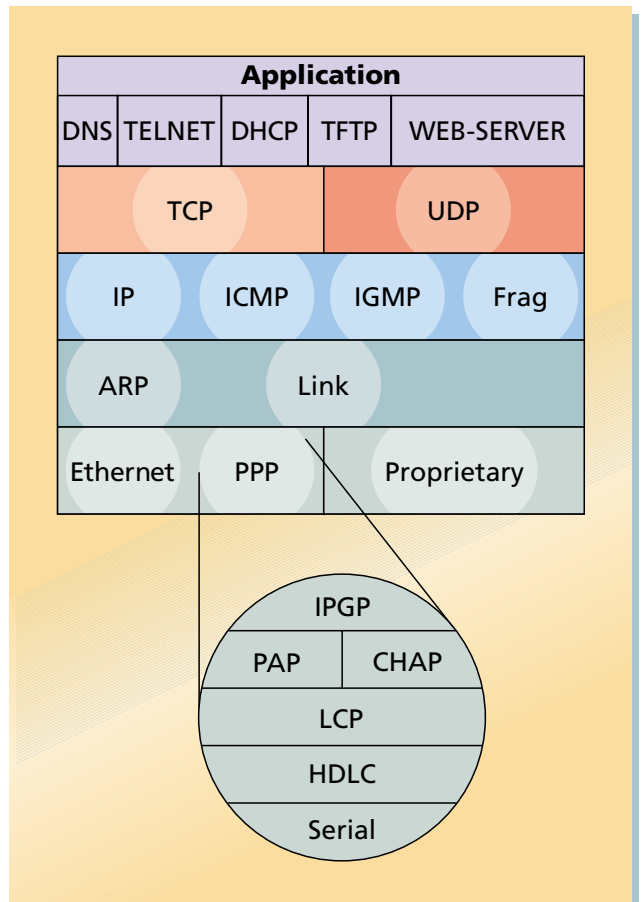 Application
DNS TELNET DHCP TFTP WEB-SERVER
TCP UDP
IP ICMP IGMP Frag
ARP Link
Ethernet PPP Proprietary
IPGP
PAP CHAP
LCP
HDLC
Serial